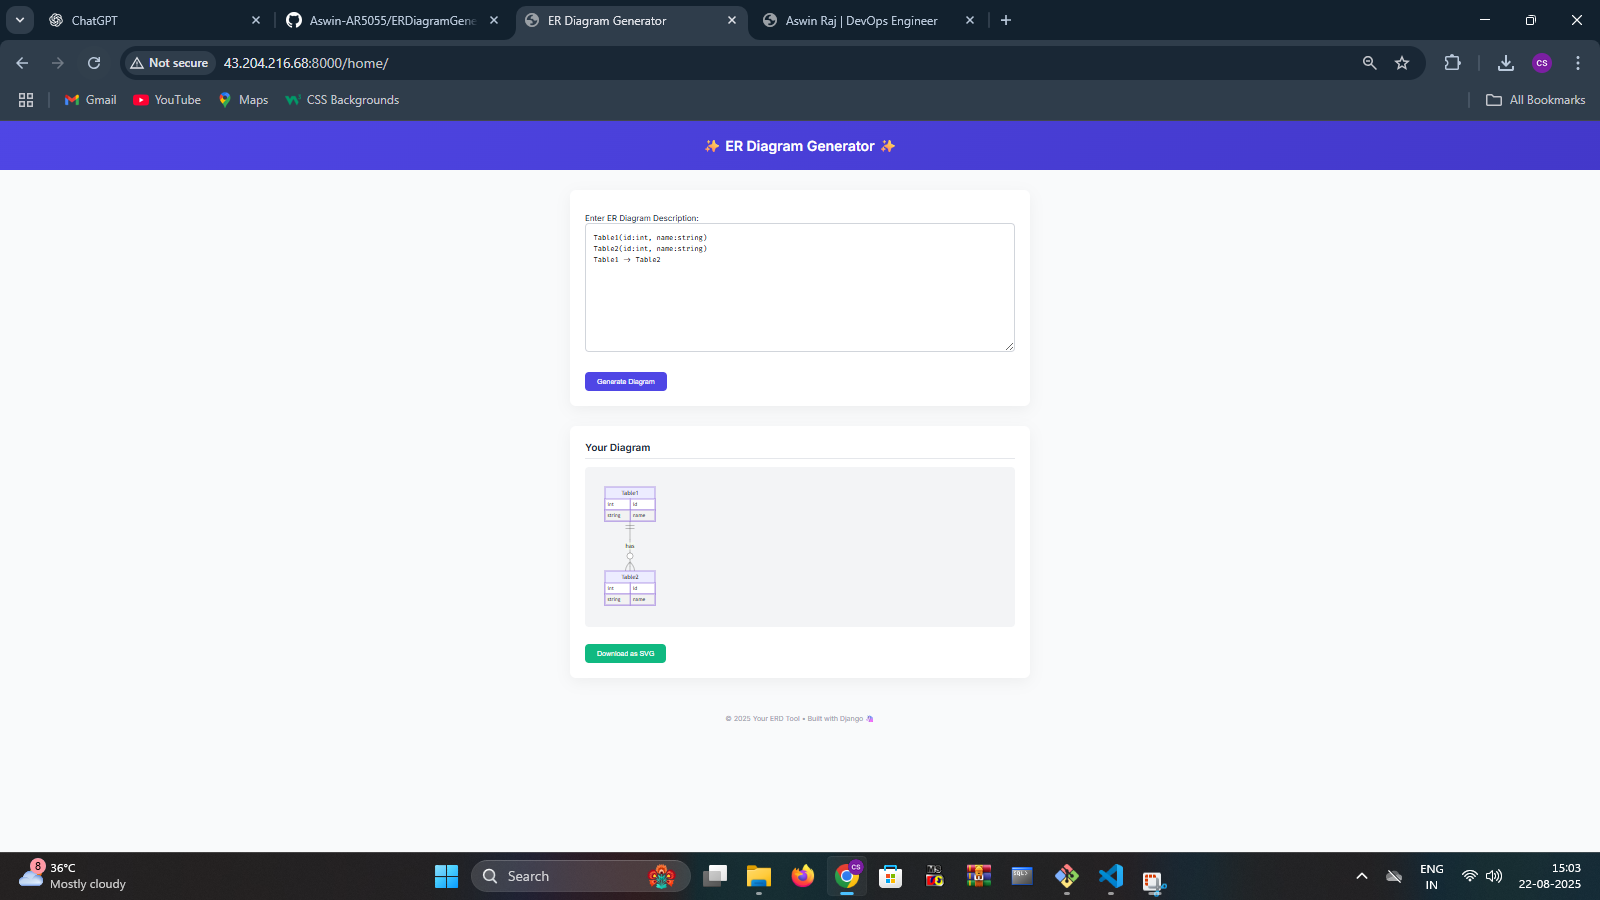 ChatGPT
Aswin-AR5055/ERDiagramGene
ER Diagram Generator
Aswin Raj | DevOps Engineer
Not secure
43.204.216.68:8000/home/
CS
Gmail
YouTube
Maps
CSS Backgrounds
All Bookmarks
✨ ER Diagram Generator ✨
Enter ER Diagram Description:
Table1(id:int, name:string)
Table2(id:int, name:string)
Table1 -> Table2
Generate Diagram
Your Diagram
Table1
int id
string name
has
Table2
int id
string name
Download as SVG
© 2025 Your ERD Tool • Built with Django 🦄
8
36°C
Mostly cloudy
Search
CS
ENG
IN
15:03
22-08-2025